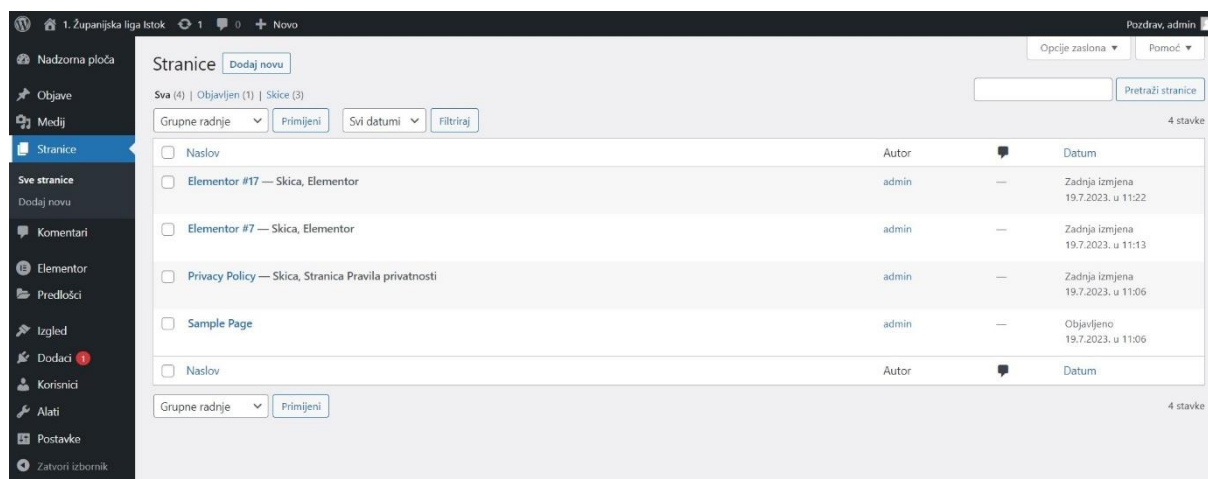 1. Županijska liga Istok 1 0 + Novo Pozdrav, admin
Nadzorna ploča
Objave
Medij
Stranice
Sve stranice
Dodaj novu
Komentari
Elementor
Predlošci
Izgled
Dodaci 1
Korisnici
Alati
Postavke
Zatvori izbornik
Opcije zaslona ▼ Pomoć ▼
Stranice Dodaj novu
Sva (4) | Objavljen (1) | Skice (3)
Pretraži stranice
Grupne radnje Primijeni Svi datumi Filtriraj 4 stavke
Naslov Autor Datum
Elementor #17 — Skica, Elementor admin — Zadnja izmjena
19.7.2023. u 11:22
Elementor #7 — Skica, Elementor admin — Zadnja izmjena
19.7.2023. u 11:13
Privacy Policy — Skica, Stranica Pravila privatnosti admin — Zadnja izmjena
19.7.2023. u 11:06
Sample Page admin — Objavljeno
19.7.2023. u 11:06
Naslov Autor Datum
Grupne radnje Primijeni 4 stavke